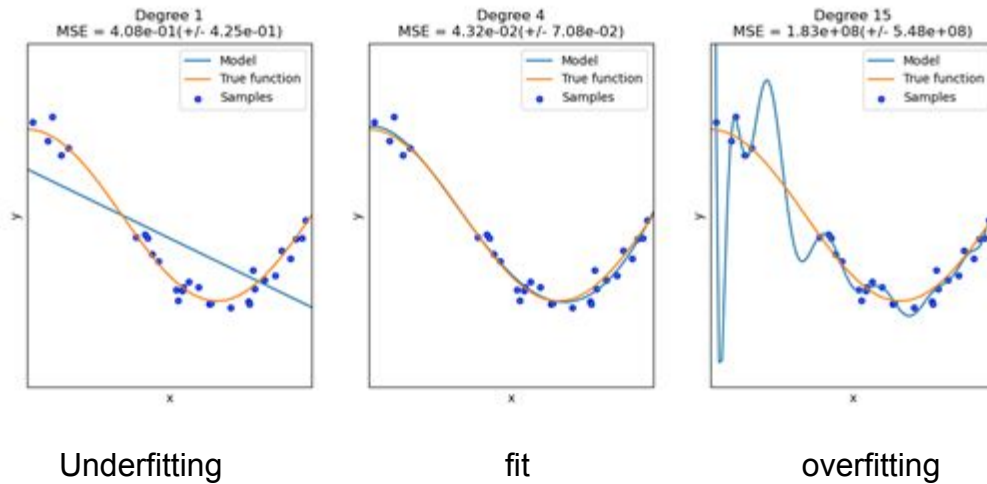 Degree 1
MSE = 4.08e-01(+/- 4.25e-01)
Model
True function
Samples
y
x
Degree 4
MSE = 4.32e-02(+/- 7.08e-02)
Model
True function
Samples
y
x
Degree 15
MSE = 1.83e+08(+/- 5.48e+08)
Model
True function
Samples
y
x
Underfitting
fit
overfitting